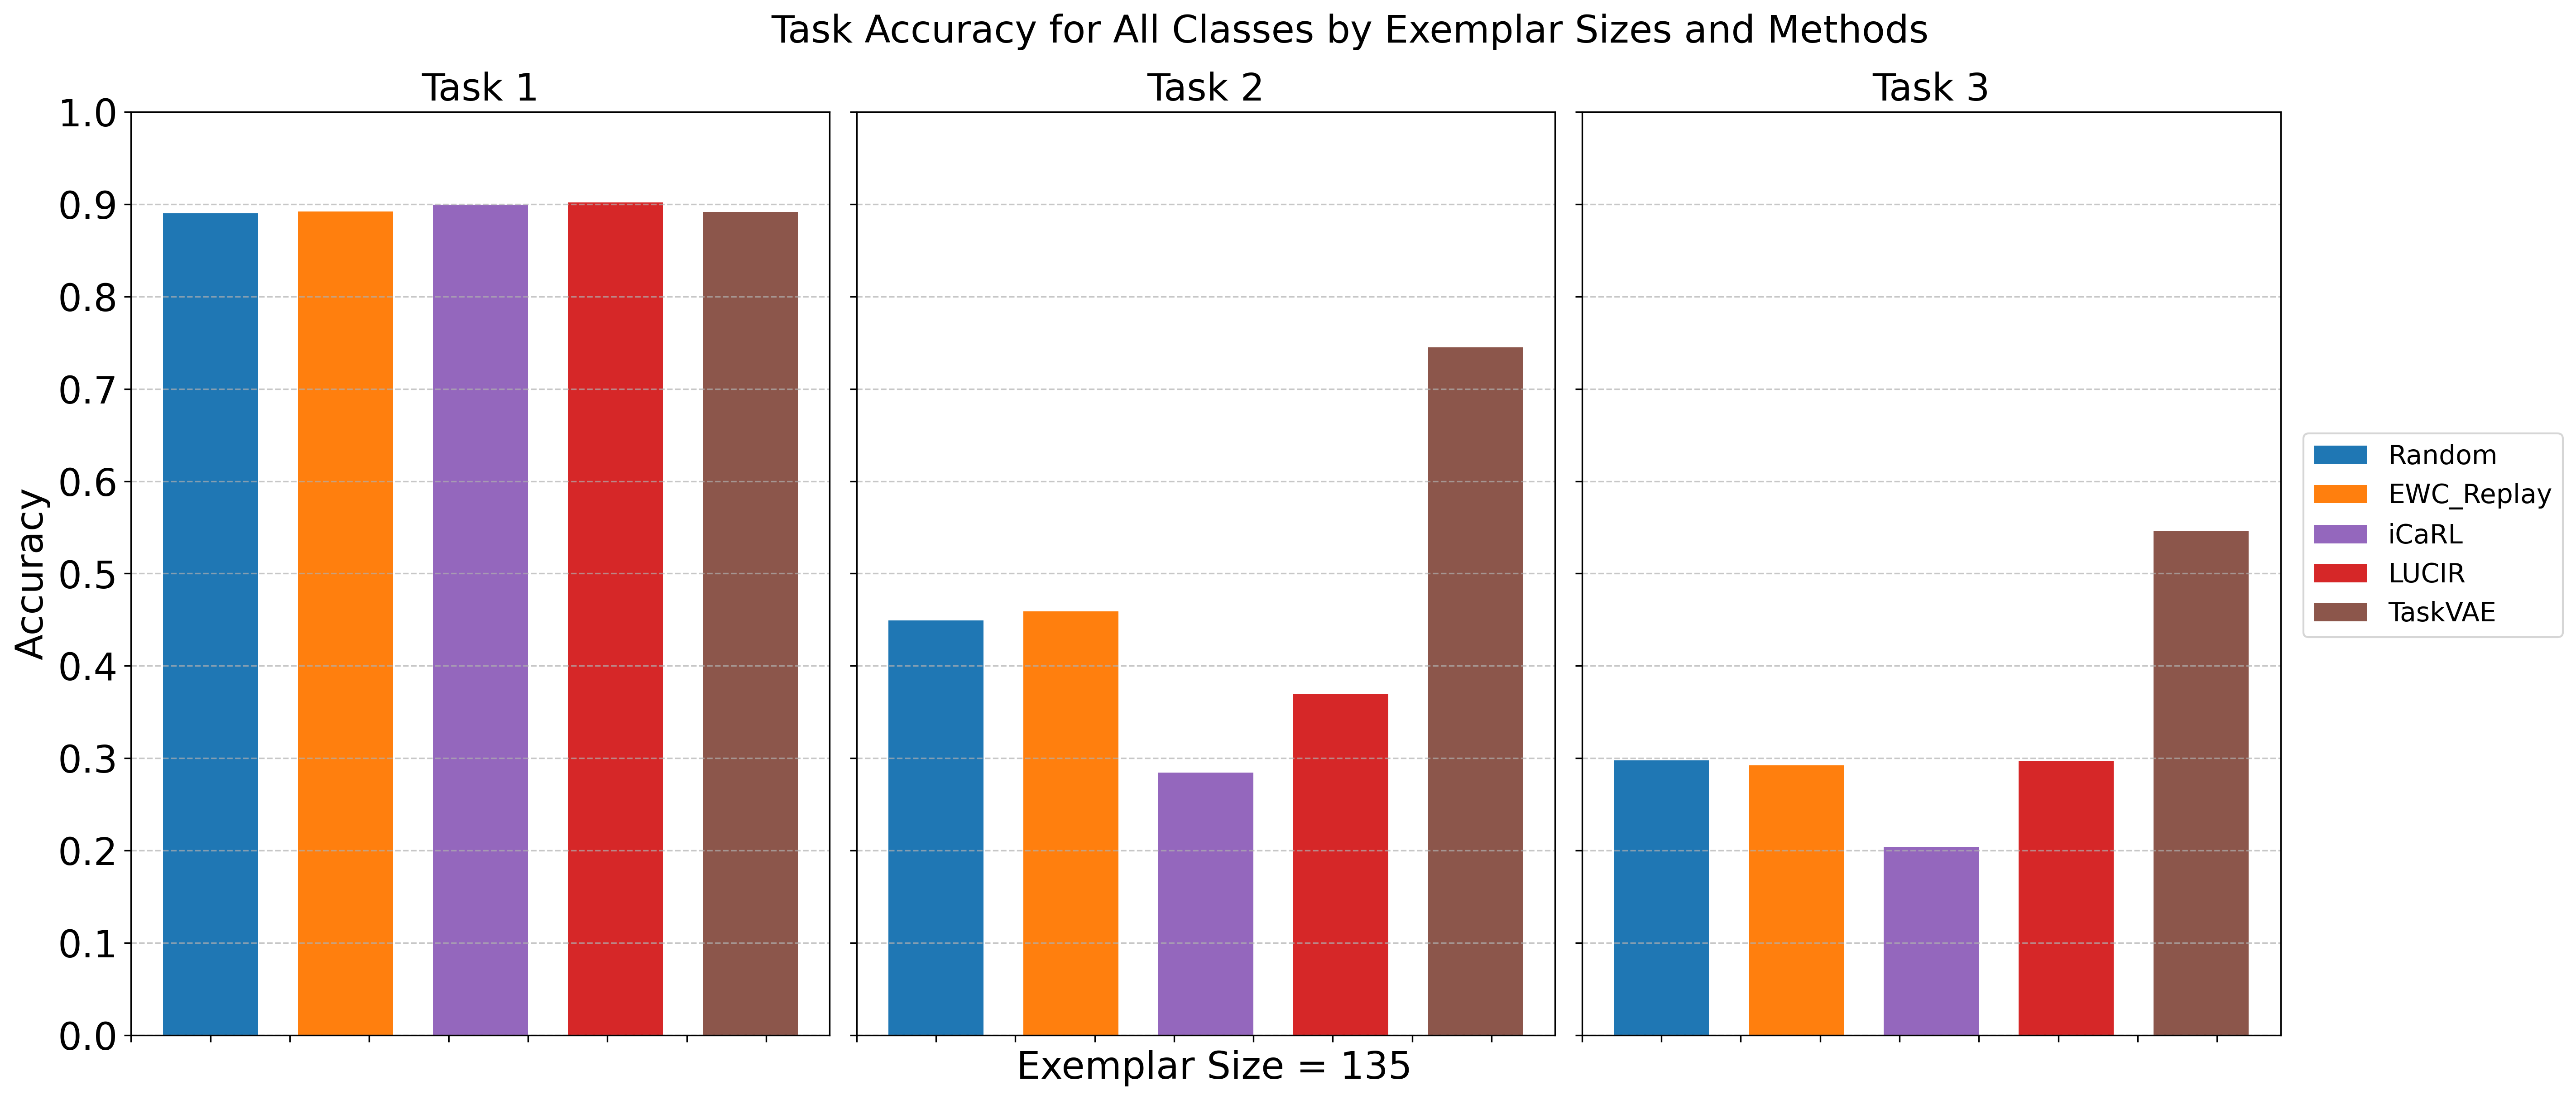 Task Accuracy for All Classes by Exemplar Sizes and Methods
Task 1
Task 2
Task 3
1.0
0.9
0.8
0.7
0.6
0.5
0.4
0.3
0.2
0.1
0.0
Accuracy
Exemplar Size = 135
Random
EWC_Replay
iCaRL
LUCIR
TaskVAE